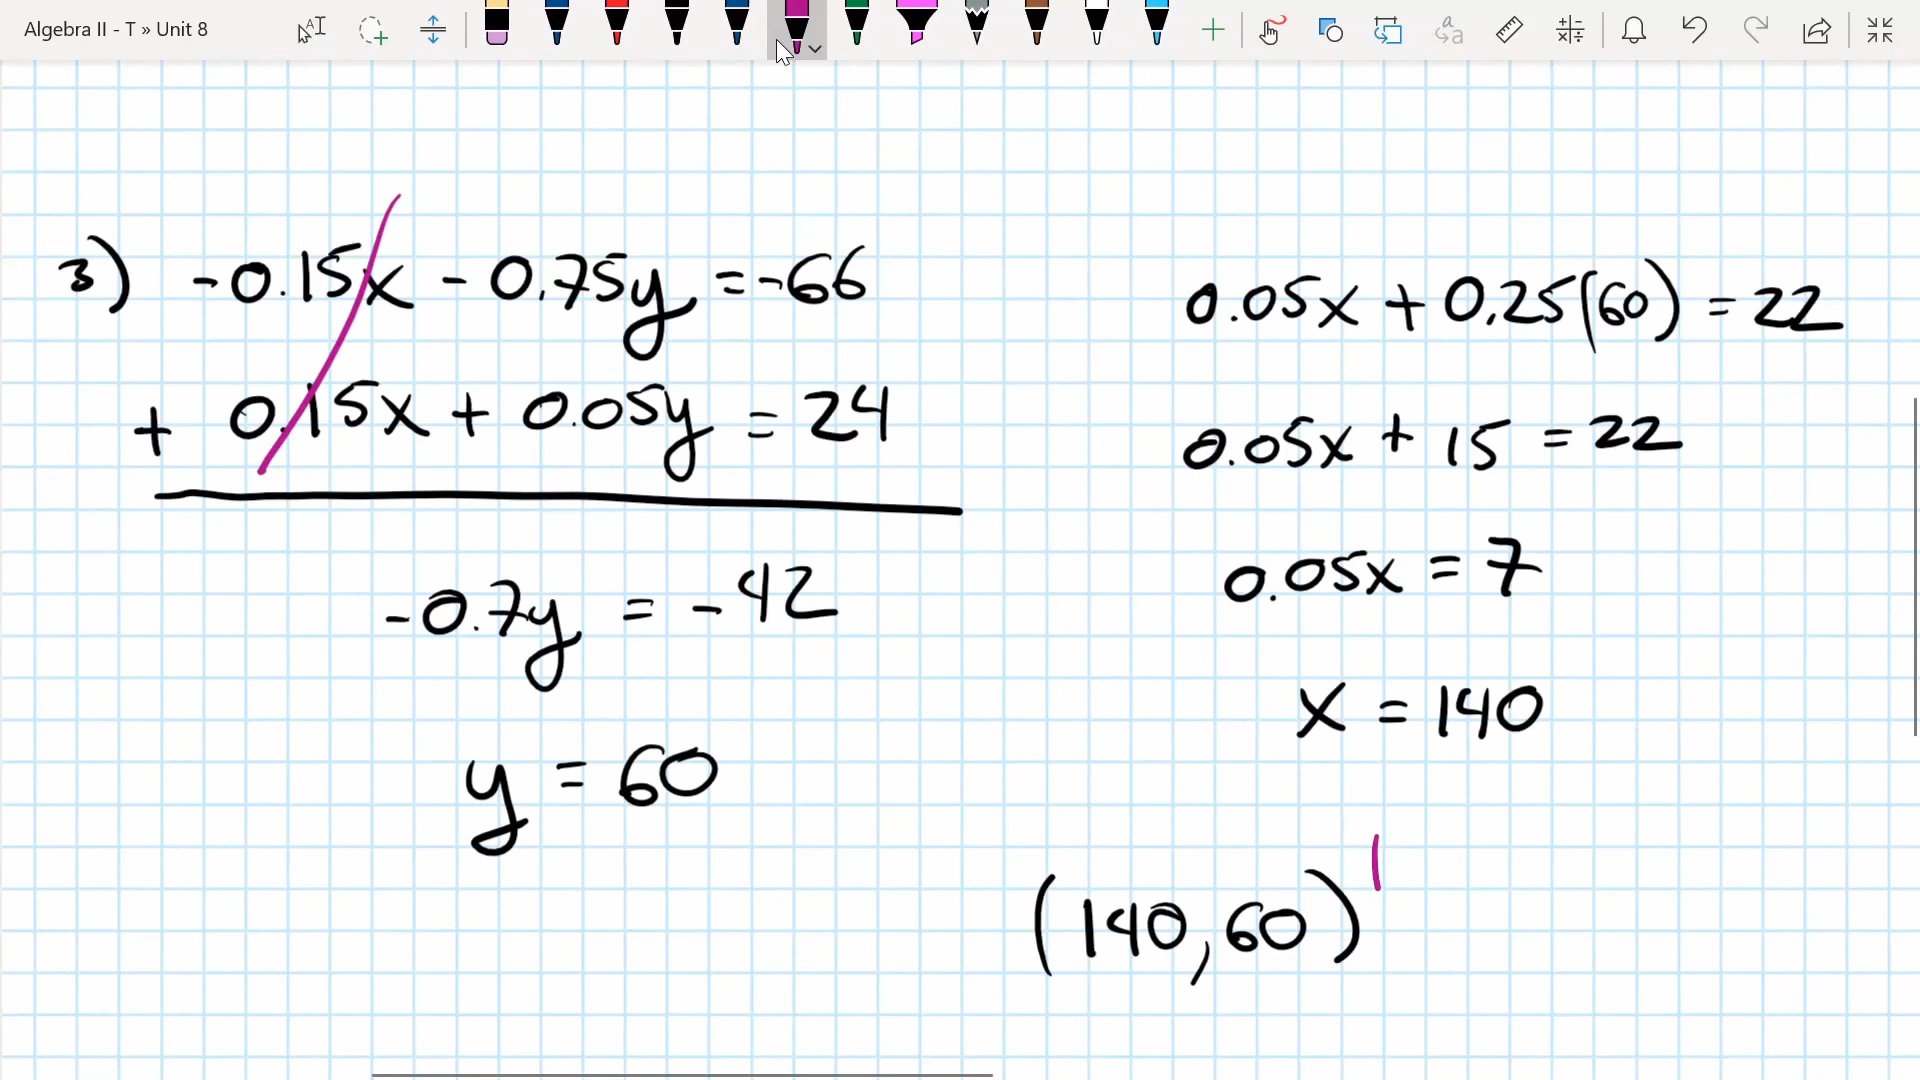 Algebra II - T » Unit 8
3) -0.15x - 0.75y = -66
+ 0.15x + 0.05y = 24
-0.7y = -42
y = 60
0.05x + 0.25(60) = 22
0.05x + 15 = 22
0.05x = 7
x = 140
(140, 60)